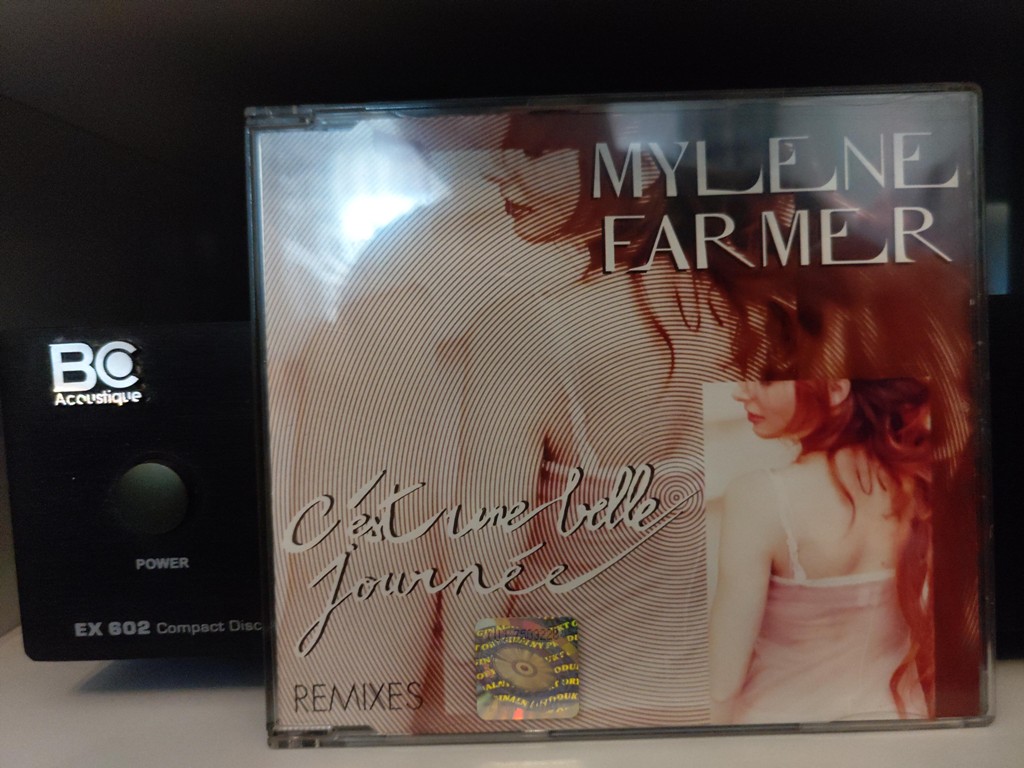 MYLENE
FARMER
BC
Acoustique
C'est une belle
journée
POWER
EX 602 Compact Disc
REMIXES